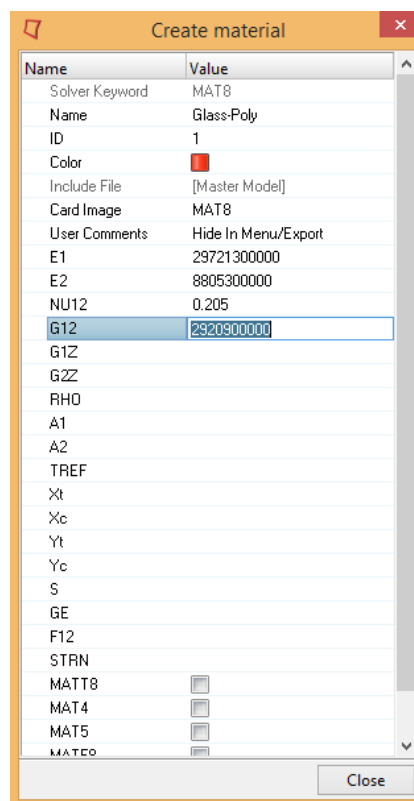 Create material
Name Value
Solver Keyword MAT8
Name Glass-Poly
ID 1
Color
Include File [Master Model]
Card Image MAT8
User Comments Hide In Menu/Export
E1 29721300000
E2 8805300000
NU12 0.205
G12 2920900000
G1Z
G2Z
RHO
A1
A2
TREF
Xt
Xc
Yt
Yc
S
GE
F12
STRN
MATT8
MAT4
MAT5
Close